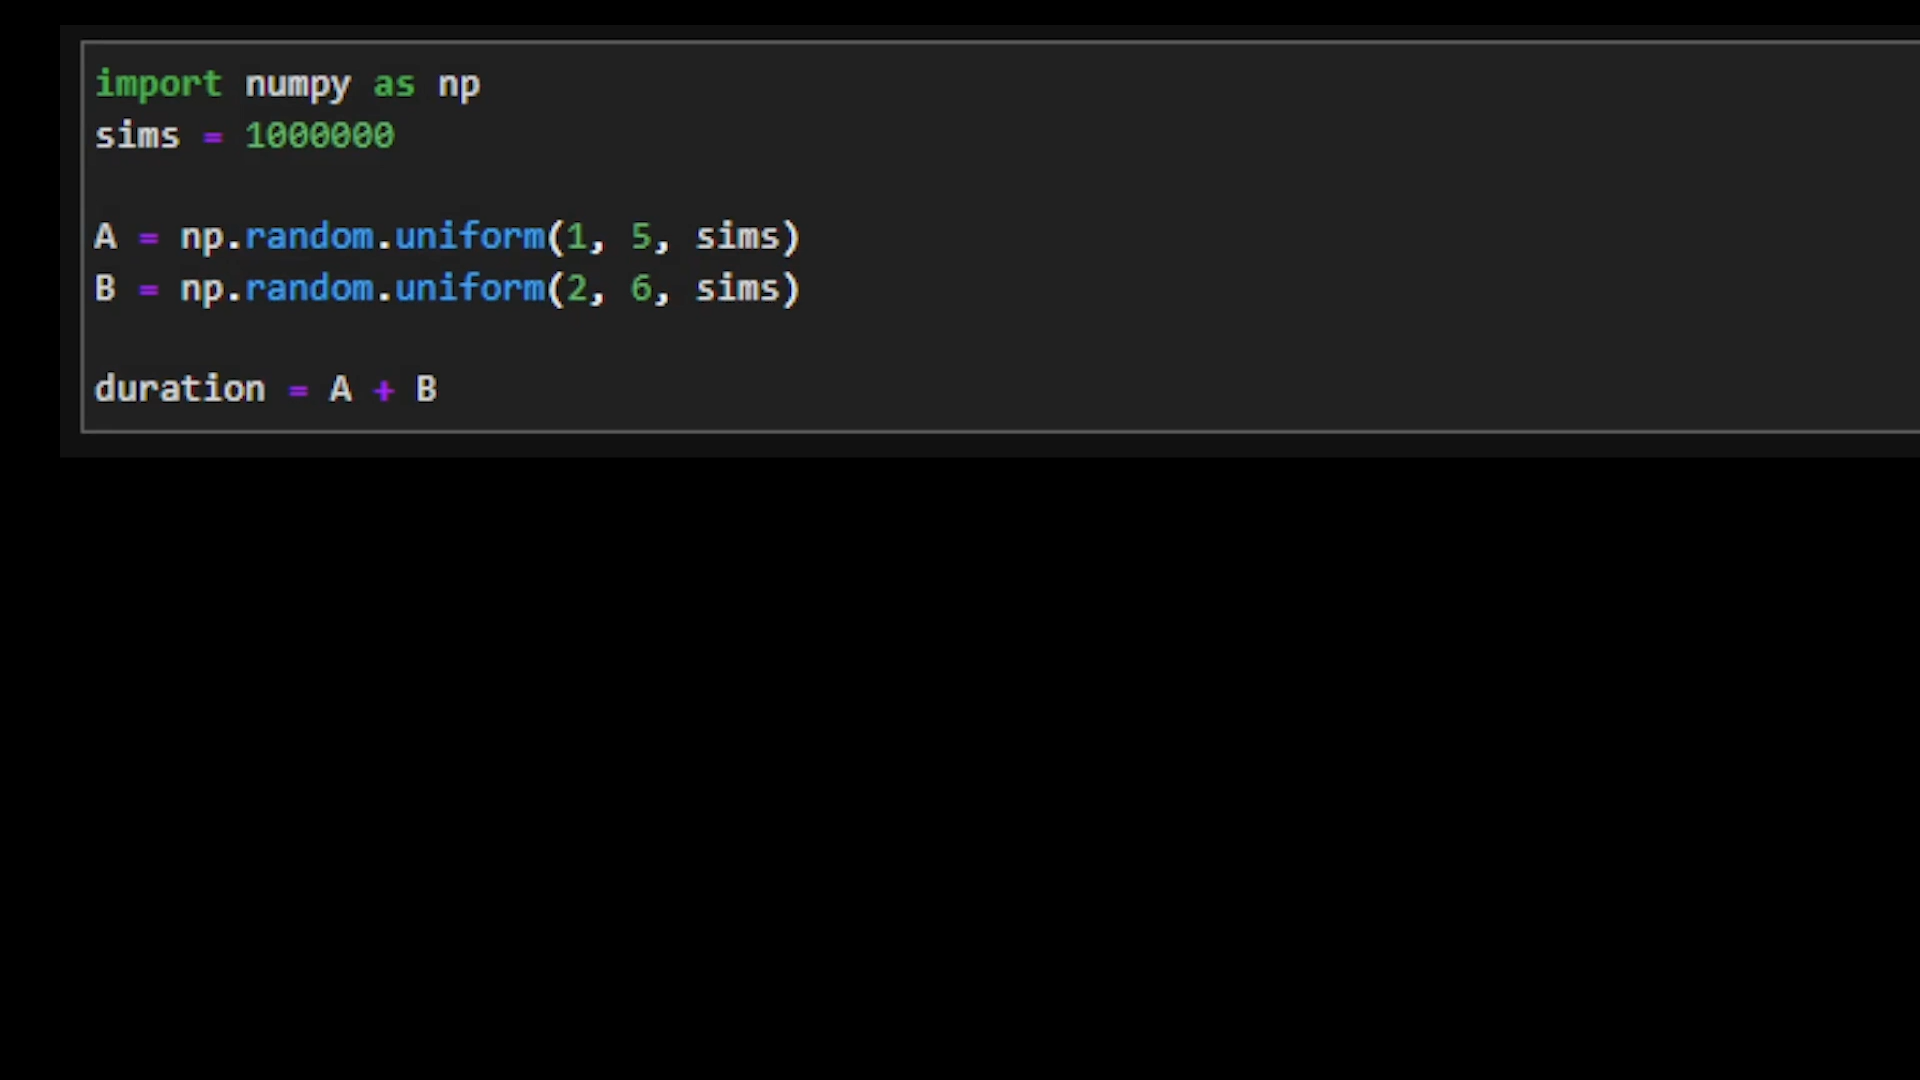 import numpy as np
sims = 1000000
A = np.random.uniform(1, 5, sims)
B = np.random.uniform(2, 6, sims)
duration = A + B